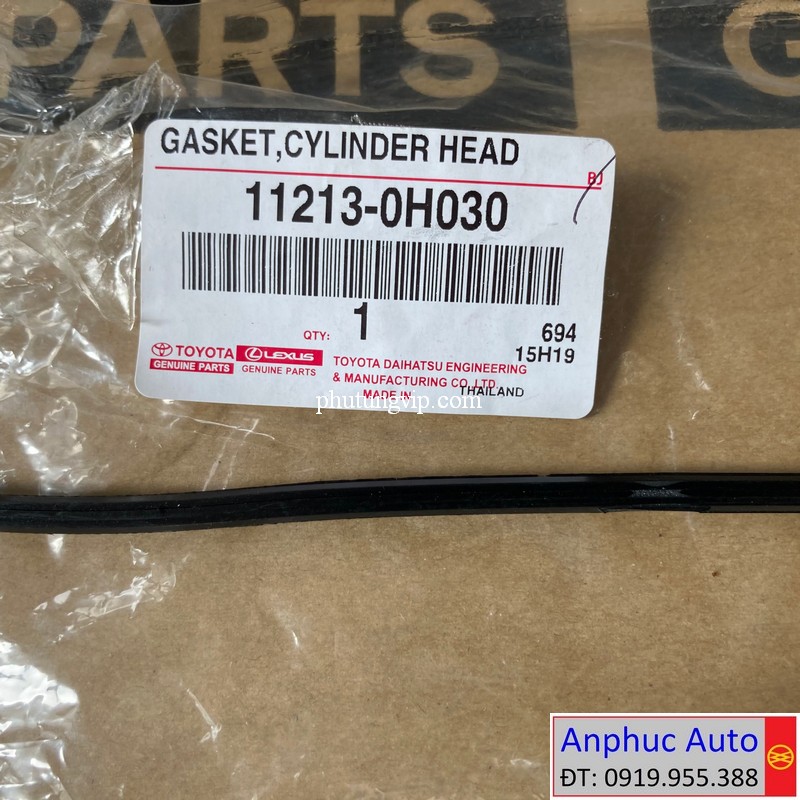 PARTS G
GASKET,CYLINDER HEAD
BJ
11213-0H030
QTY: 1
694
15H19
TOYOTA
GENUINE PARTS
LEXUS
GENUINE PARTS
TOYOTA DAIHATSU ENGINEERING
& MANUFACTURING CO.,LTD
MADE IN THAILAND
phutungvip.com
Anphuc Auto
ĐT: 0919.955.388